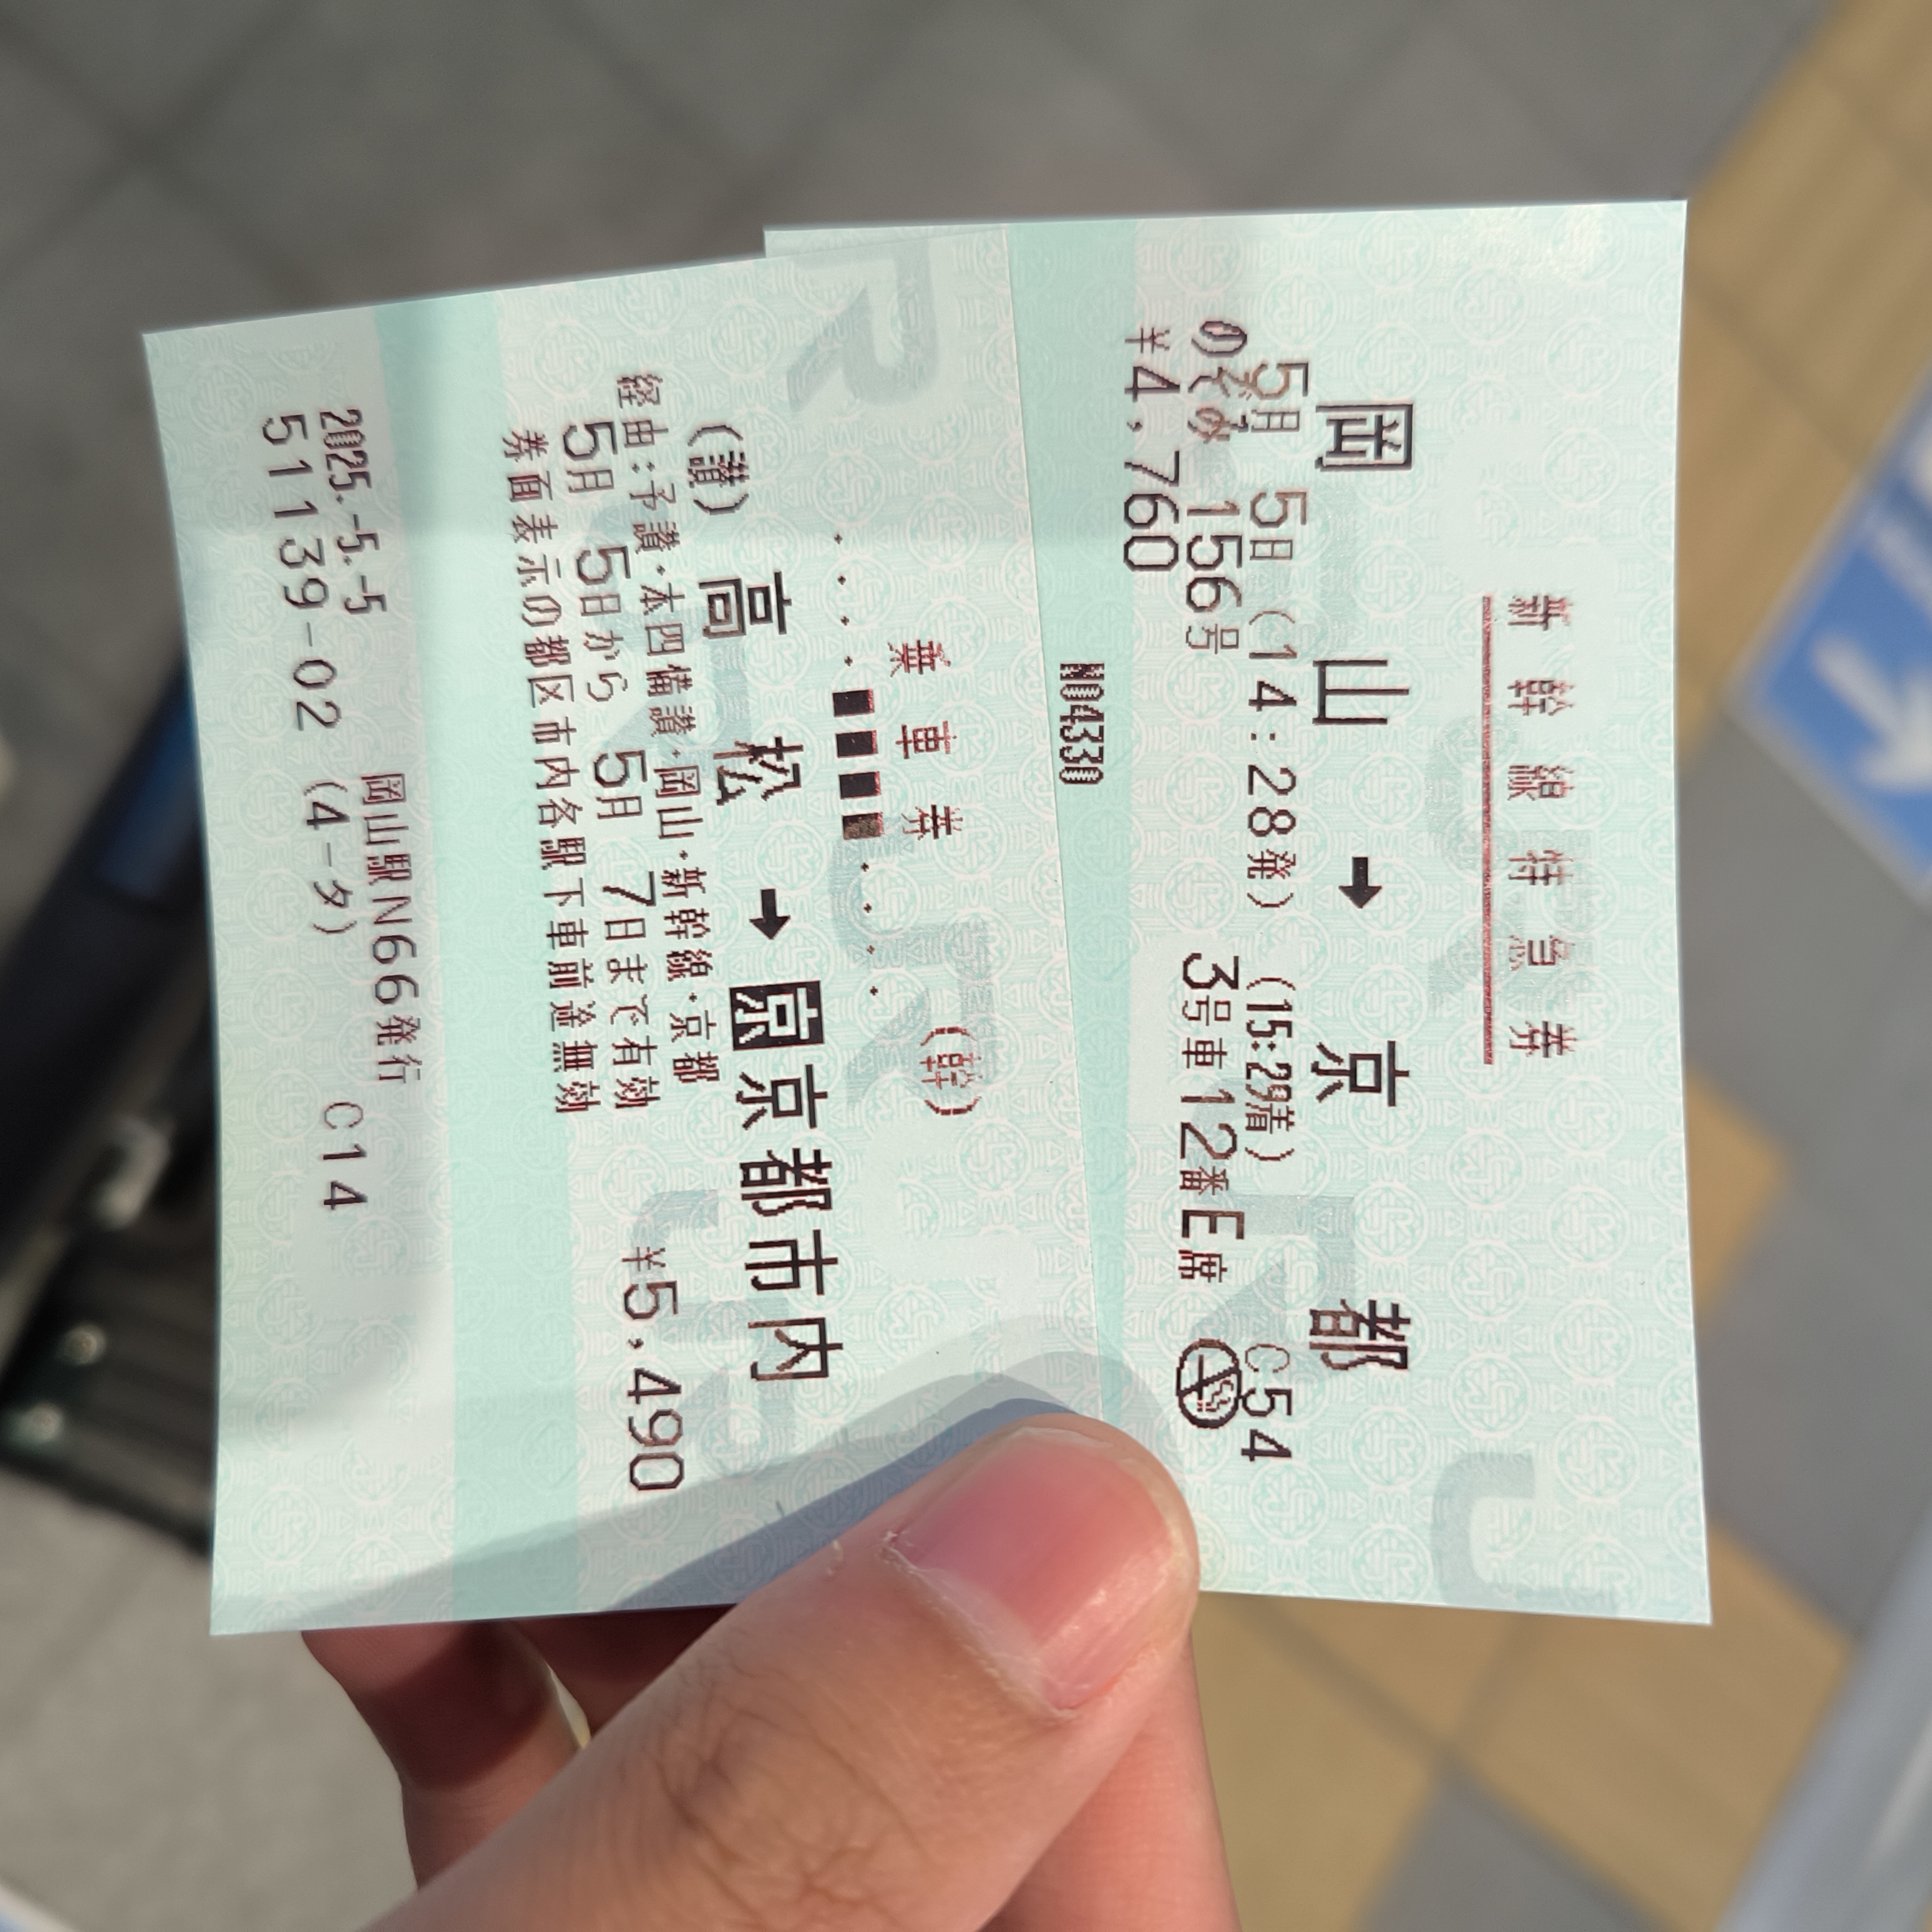 新幹線特急券
岡山 → 京都
5月 5日 (14:28発) (15:29着) C54
のぞみ 156号 3号車12番E席
¥4,760
N04330
乗車券 (幹)
(讃) 高松 → 京京都市内
経由:予讃・本四備讃・岡山・新幹線・京都
5月 5日から 5月 7日まで有効 ¥5,490
券面表示の都区市内各駅下車前途無効
2025.-5.-5 岡山駅N66発行
51139-02 (4-タ) C14